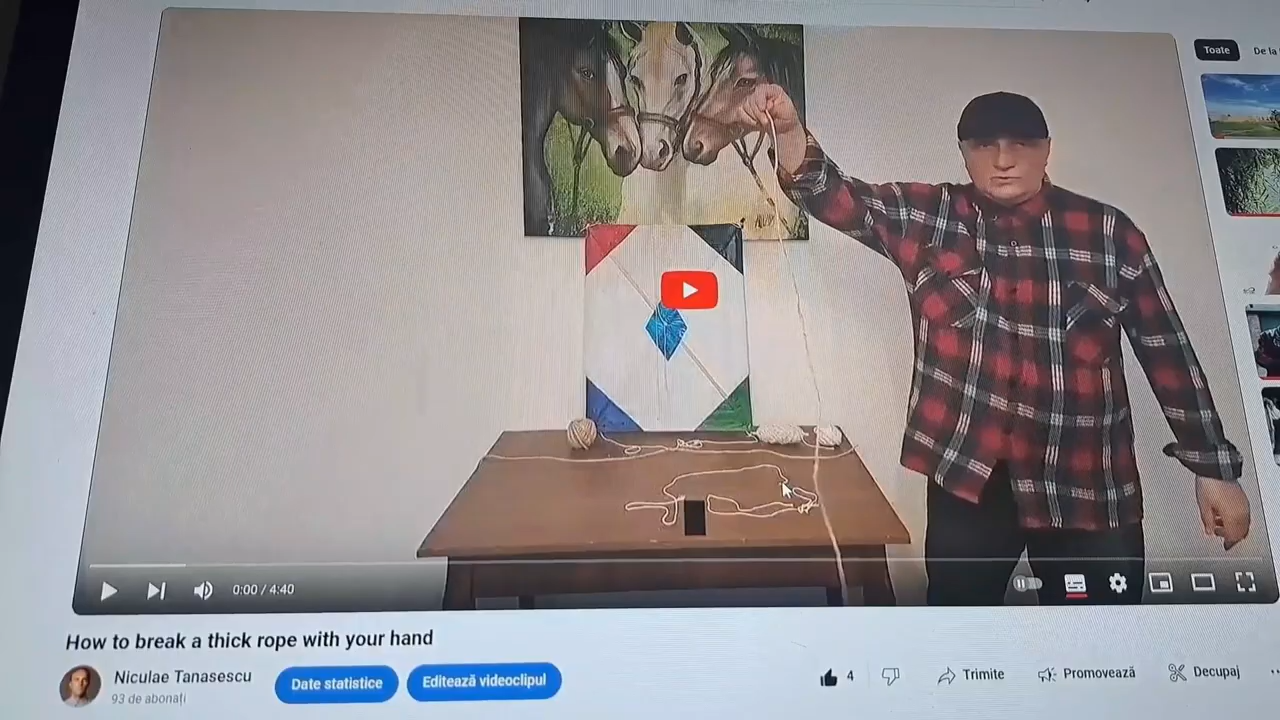 Toate
De la
0:00 / 4:40
How to break a thick rope with your hand
Niculae Tanasescu
93 de abonați
Date statistice
Editează videoclipul
4
Trimite
Promovează
Decupaj